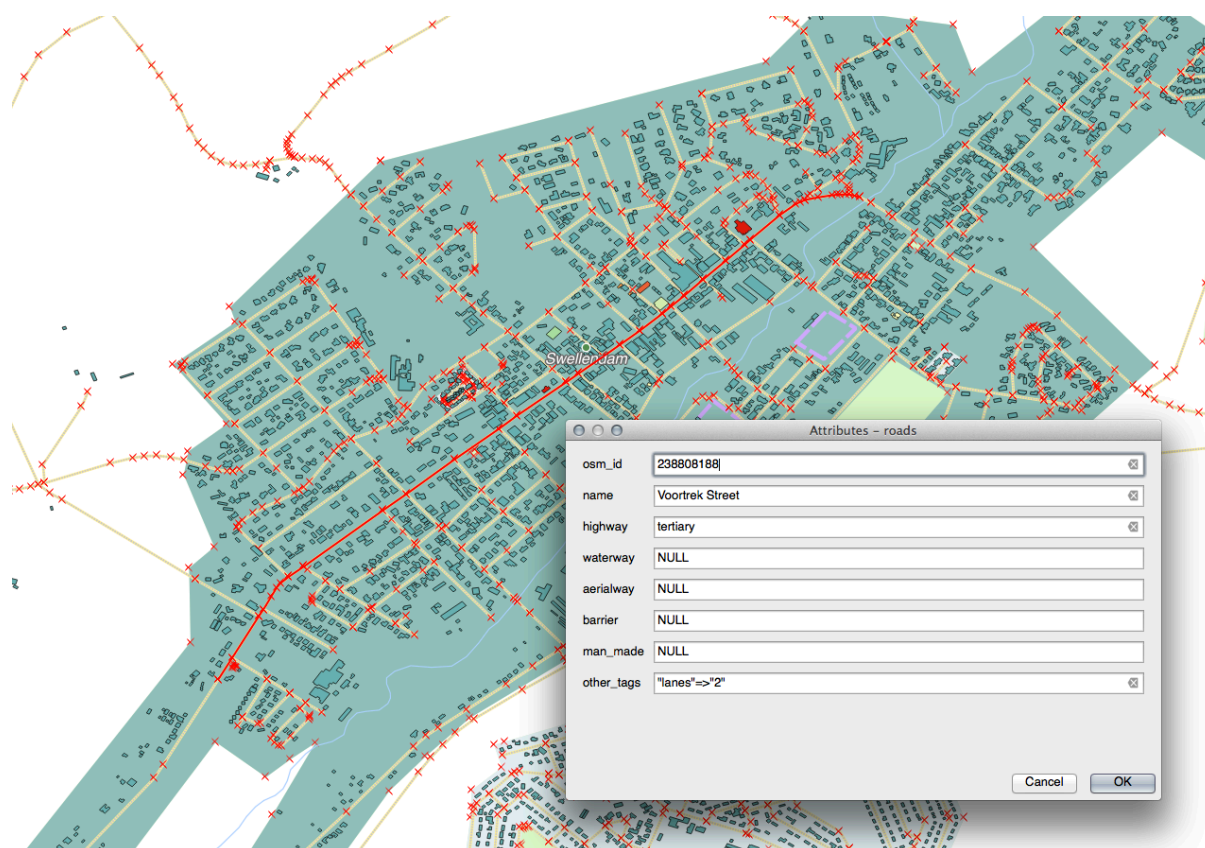 Swellendam
Attributes - roads
osm_id 238808188
name Voortrek Street
highway tertiary
waterway NULL
aerialway NULL
barrier NULL
man_made NULL
other_tags "lanes"=>"2"
Cancel OK